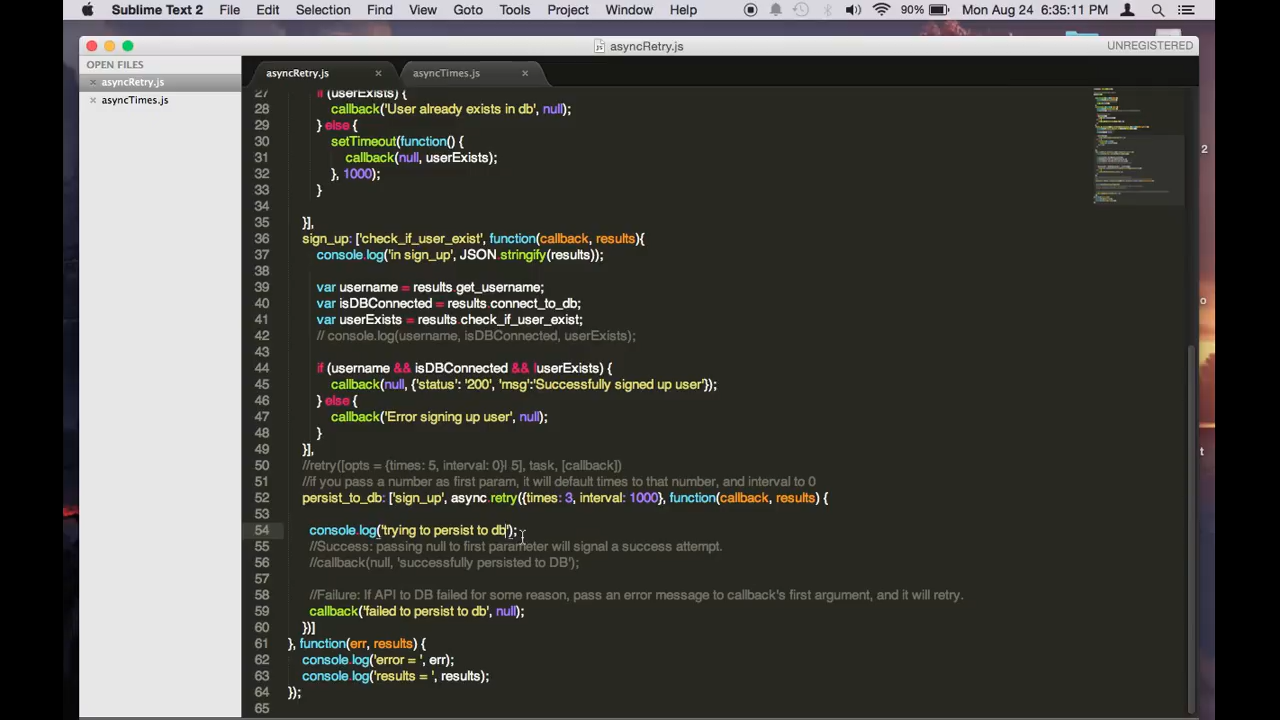 Sublime Text 2 File Edit Selection Find View Goto Tools Project Window Help 90% Mon Aug 24 6:35:11 PM
asyncRetry.js UNREGISTERED
OPEN FILES
asyncRetry.js
asyncTimes.js
asyncRetry.js asyncTimes.js
27 if (userExists) {
28 callback('User already exists in db', null);
29 } else {
30 setTimeout(function() {
31 callback(null, userExists);
32 }, 1000);
33 }
34
35 }],
36 sign_up: ['check_if_user_exist', function(callback, results){
37 console.log('in sign_up', JSON.stringify(results));
38
39 var username = results.get_username;
40 var isDBConnected = results.connect_to_db;
41 var userExists = results.check_if_user_exist;
42 // console.log(username, isDBConnected, userExists);
43
44 if (username && isDBConnected && !userExists) {
45 callback(null, {'status': '200', 'msg':'Successfully signed up user'});
46 } else {
47 callback('Error signing up user', null);
48 }
49 }],
50 //retry([opts = {times: 5, interval: 0}| 5], task, [callback])
51 //if you pass a number as first param, it will default times to that number, and interval to 0
52 persist_to_db: ['sign_up', async.retry({times: 3, interval: 1000}, function(callback, results) {
53
54 console.log('trying to persist to db');
55 //Success: passing null to first parameter will signal a success attempt.
56 //callback(null, 'successfully persisted to DB');
57
58 //Failure: If API to DB failed for some reason, pass an error message to callback's first argument, and it will retry.
59 callback('failed to persist to db', null);
60 })]
61 }, function(err, results) {
62 console.log('error = ', err);
63 console.log('results = ', results);
64 });
65
2
o
t